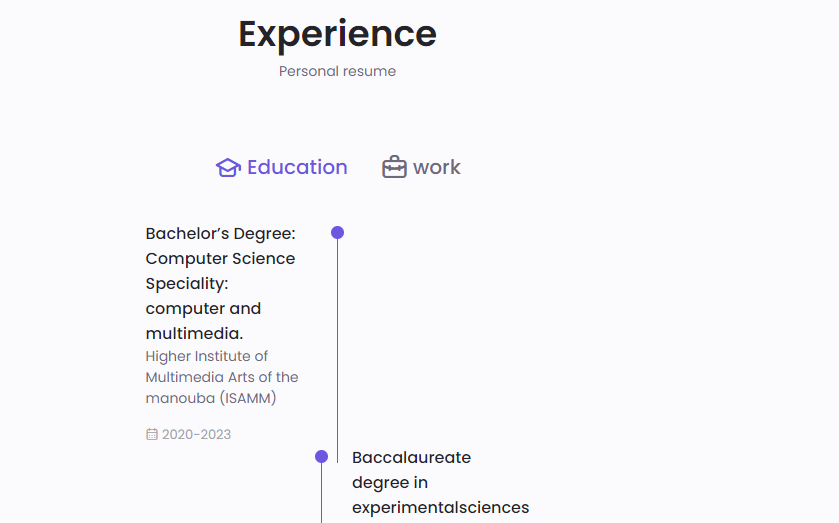 Experience
Personal resume
Education
work
Bachelor’s Degree:
Computer Science
Speciality:
computer and
multimedia.
Higher Institute of
Multimedia Arts of the
manouba (ISAMM)
2020-2023
Baccalaureate
degree in
experimentalsciences